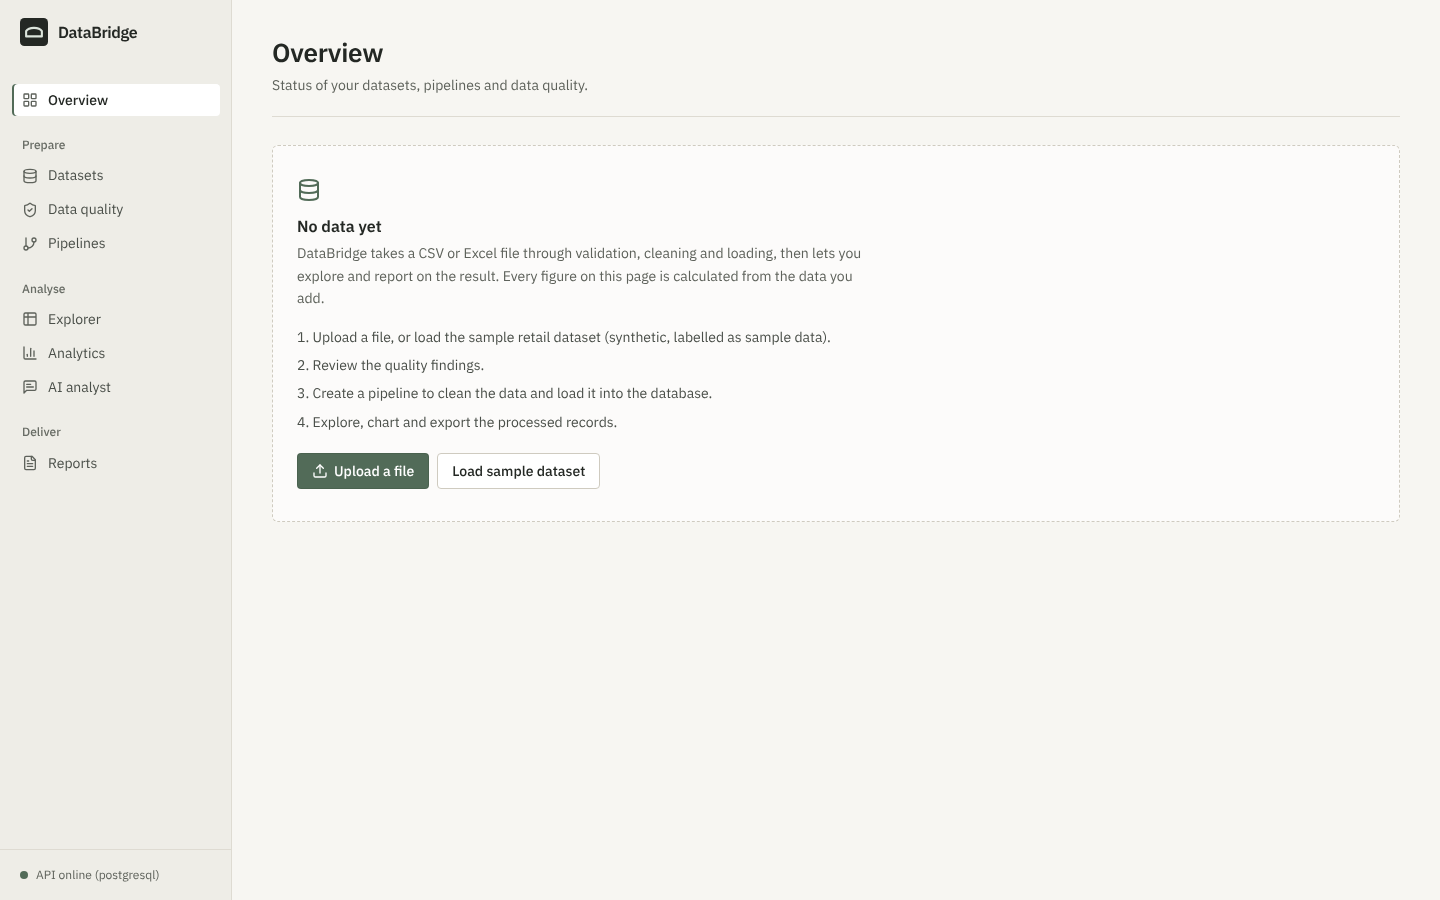 DataBridge
Overview
Prepare
Datasets
Data quality
Pipelines
Analyse
Explorer
Analytics
AI analyst
Deliver
Reports
API online (postgresql)
Overview
Status of your datasets, pipelines and data quality.
No data yet
DataBridge takes a CSV or Excel file through validation, cleaning and loading, then lets you
explore and report on the result. Every figure on this page is calculated from the data you
add.
1. Upload a file, or load the sample retail dataset (synthetic, labelled as sample data).
2. Review the quality findings.
3. Create a pipeline to clean the data and load it into the database.
4. Explore, chart and export the processed records.
Upload a file
Load sample dataset